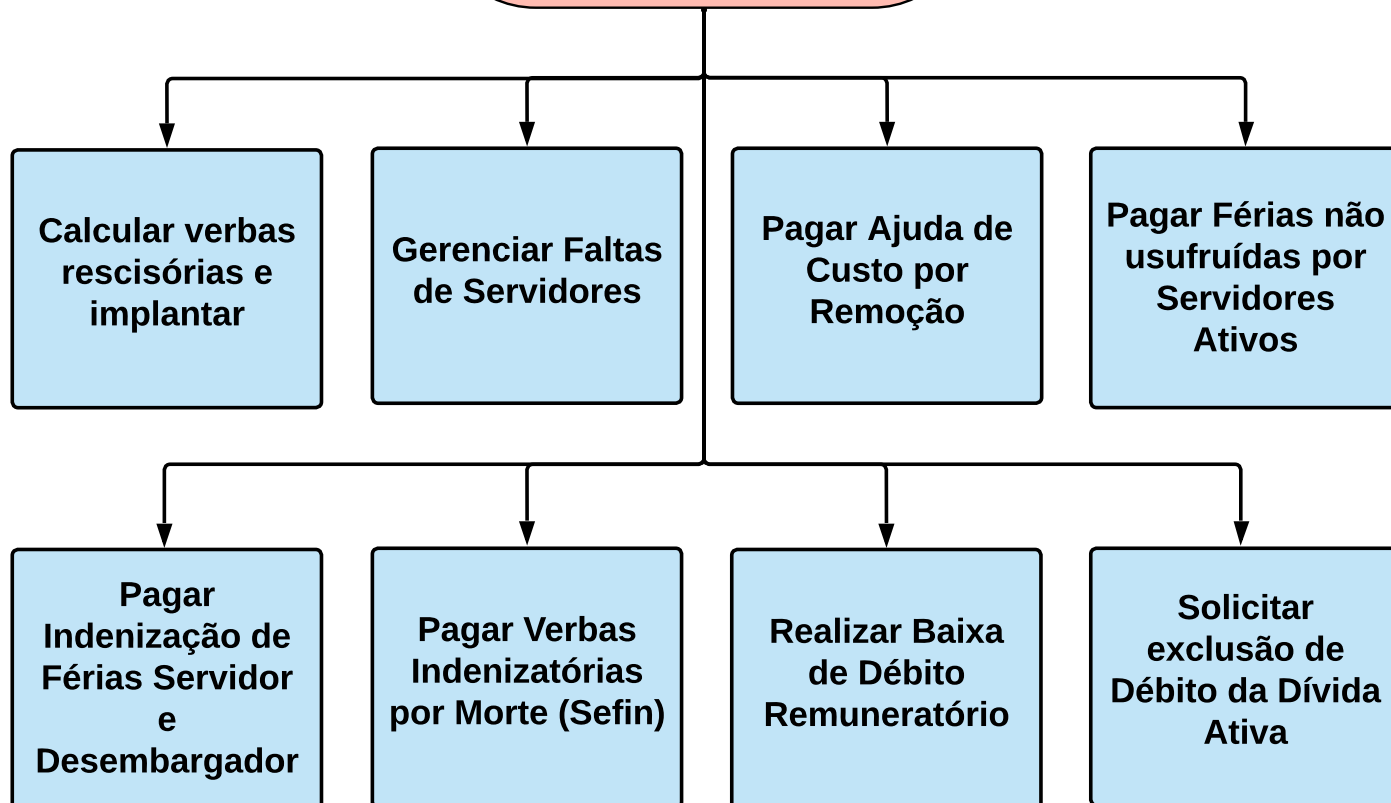 Calcular verbas
rescisórias e
implantar
Gerenciar Faltas
de Servidores
Pagar Ajuda de
Custo por
Remoção
Pagar Férias não
usufruídas por
Servidores
Ativos
Pagar
Indenização de
Férias Servidor
e
Desembargador
Pagar Verbas
Indenizatórias
por Morte (Sefin)
Realizar Baixa
de Débito
Remuneratório
Solicitar
exclusão de
Débito da Dívida
Ativa